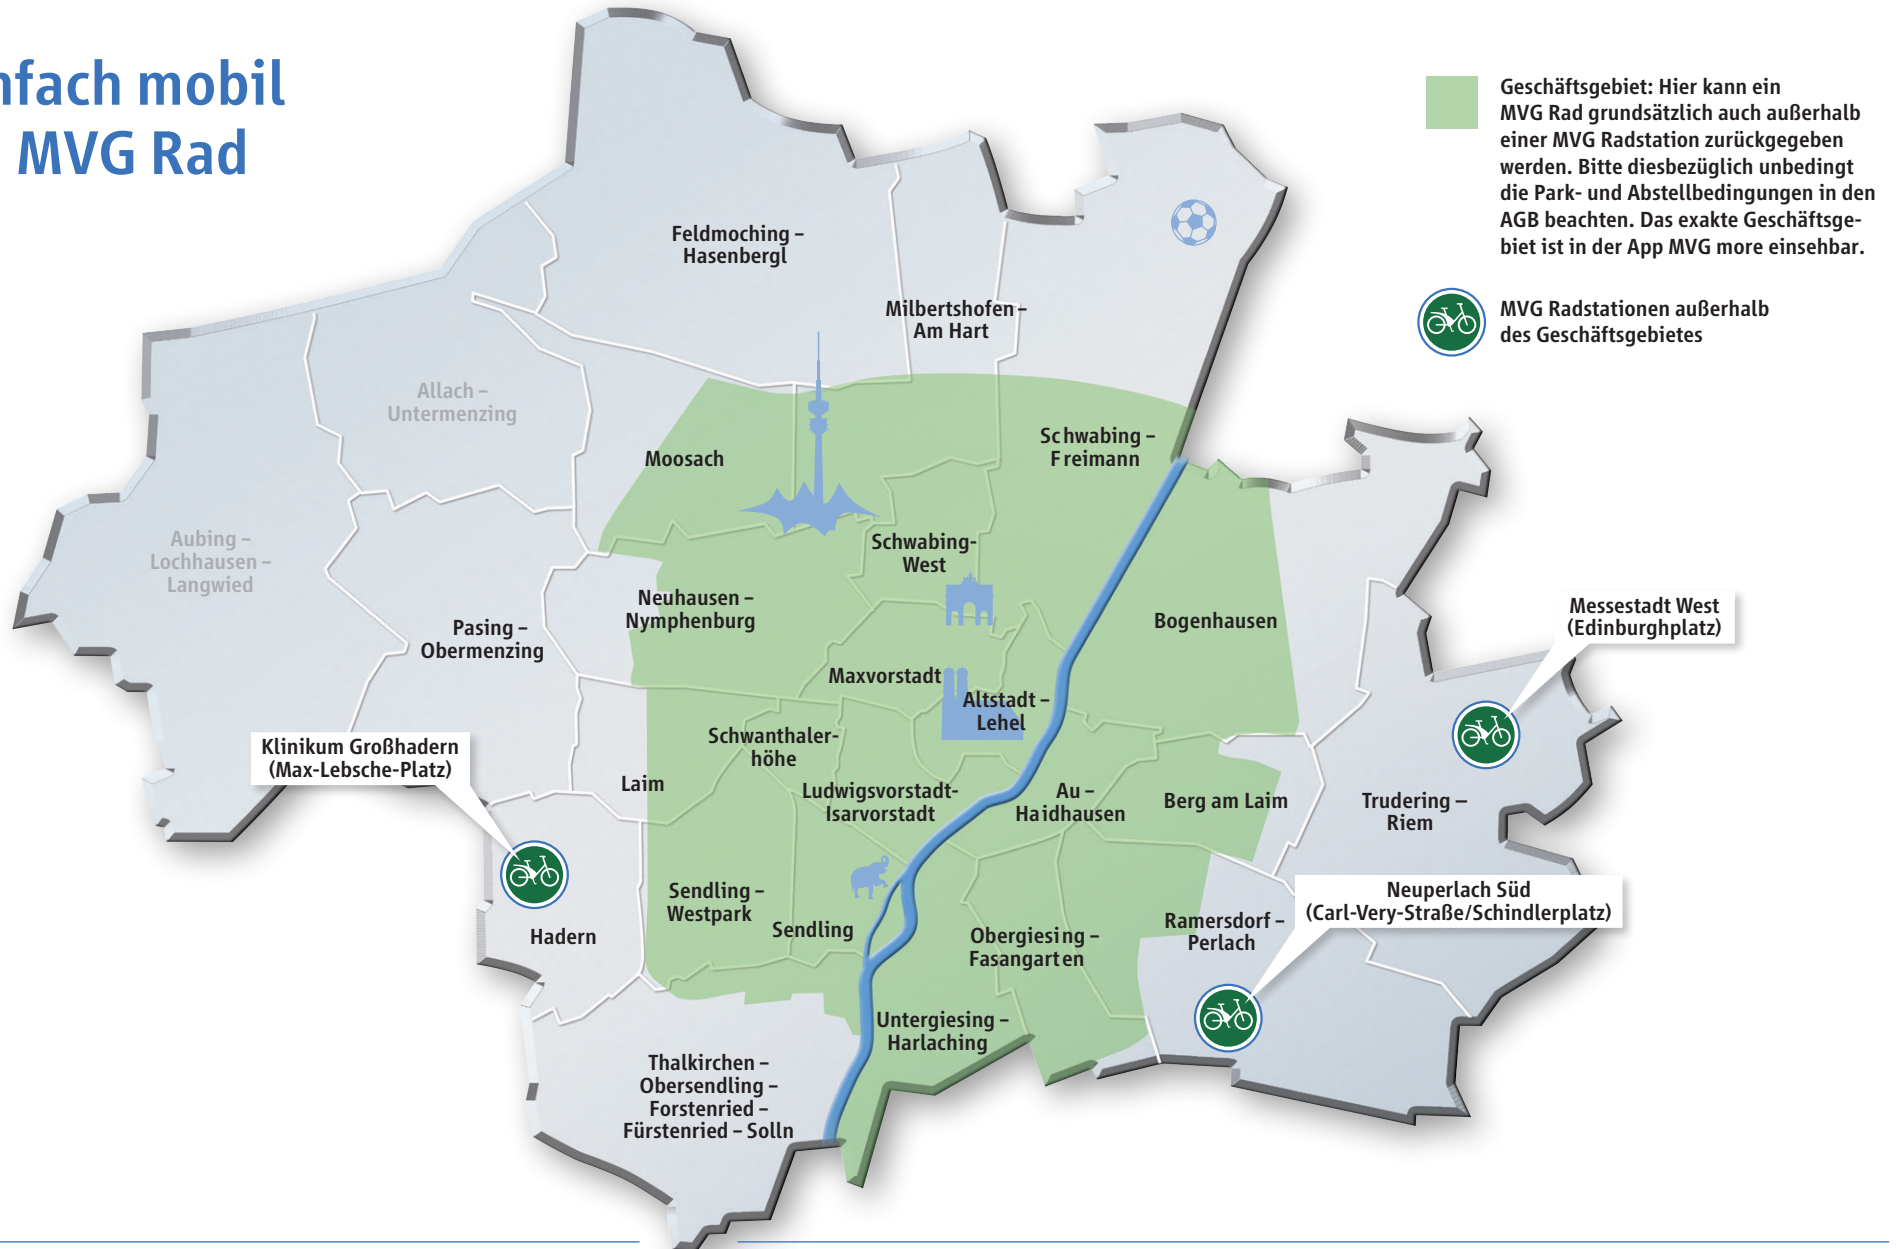 nfach mobil
MVG Rad
Geschäftsgebiet: Hier kann ein
MVG Rad grundsätzlich auch außerhalb
einer MVG Radstation zurückgegeben
werden. Bitte diesbezüglich unbedingt
die Park- und Abstellbedingungen in den
AGB beachten. Das exakte Geschäftsge-
biet ist in der App MVG more einsehbar.
MVG Radstationen außerhalb
des Geschäftsgebietes
Feldmoching –
Hasenbergl
Milbertshofen –
Am Hart
Allach –
Untermenzing
Moosach
Schwabing –
Freimann
Aubing –
Lochhausen –
Langwied
Schwabing-
West
Neuhausen –
Nymphenburg
Pasing –
Obermenzing
Bogenhausen
Messestadt West
(Edinburghplatz)
Maxvorstadt
Altstadt –
Lehel
Schwanthaler-
höhe
Klinikum Großhadern
(Max-Lebsche-Platz)
Laim
Ludwigsvorstadt-
Isarvorstadt
Au –
Haidhausen
Berg am Laim
Trudering –
Riem
Sendling –
Westpark
Sendling
Hadern
Obergiesing –
Fasangarten
Ramersdorf –
Perlach
Neuperlach Süd
(Carl-Very-Straße/Schindlerplatz)
Untergiesing –
Harlaching
Thalkirchen –
Obersendling –
Forstenried –
Fürstenried – Solln